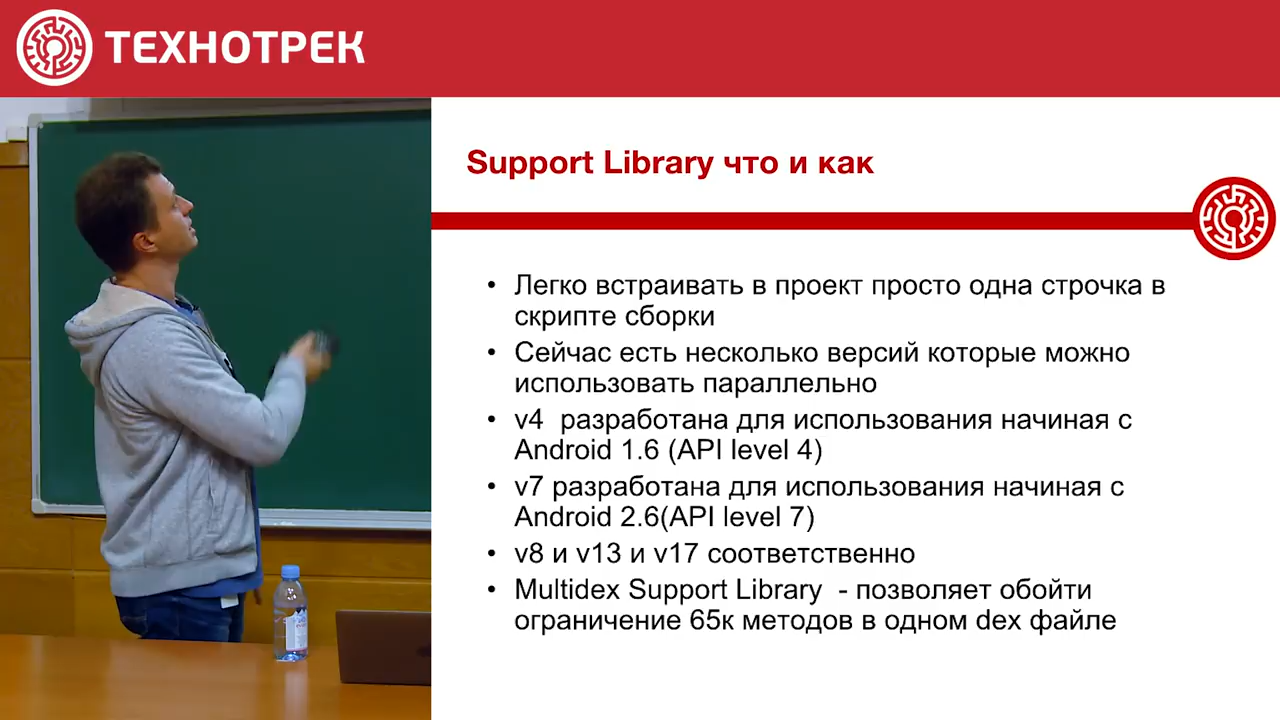 ТЕХНОТРЕК
Support Library что и как
• Легко встраивать в проект просто одна строчка в
скрипте сборки
• Сейчас есть несколько версий которые можно
использовать параллельно
• v4 разработана для использования начиная с
Android 1.6 (API level 4)
• v7 разработана для использования начиная с
Android 2.6(API level 7)
• v8 и v13 и v17 соответственно
• Multidex Support Library - позволяет обойти
ограничение 65к методов в одном dex файле